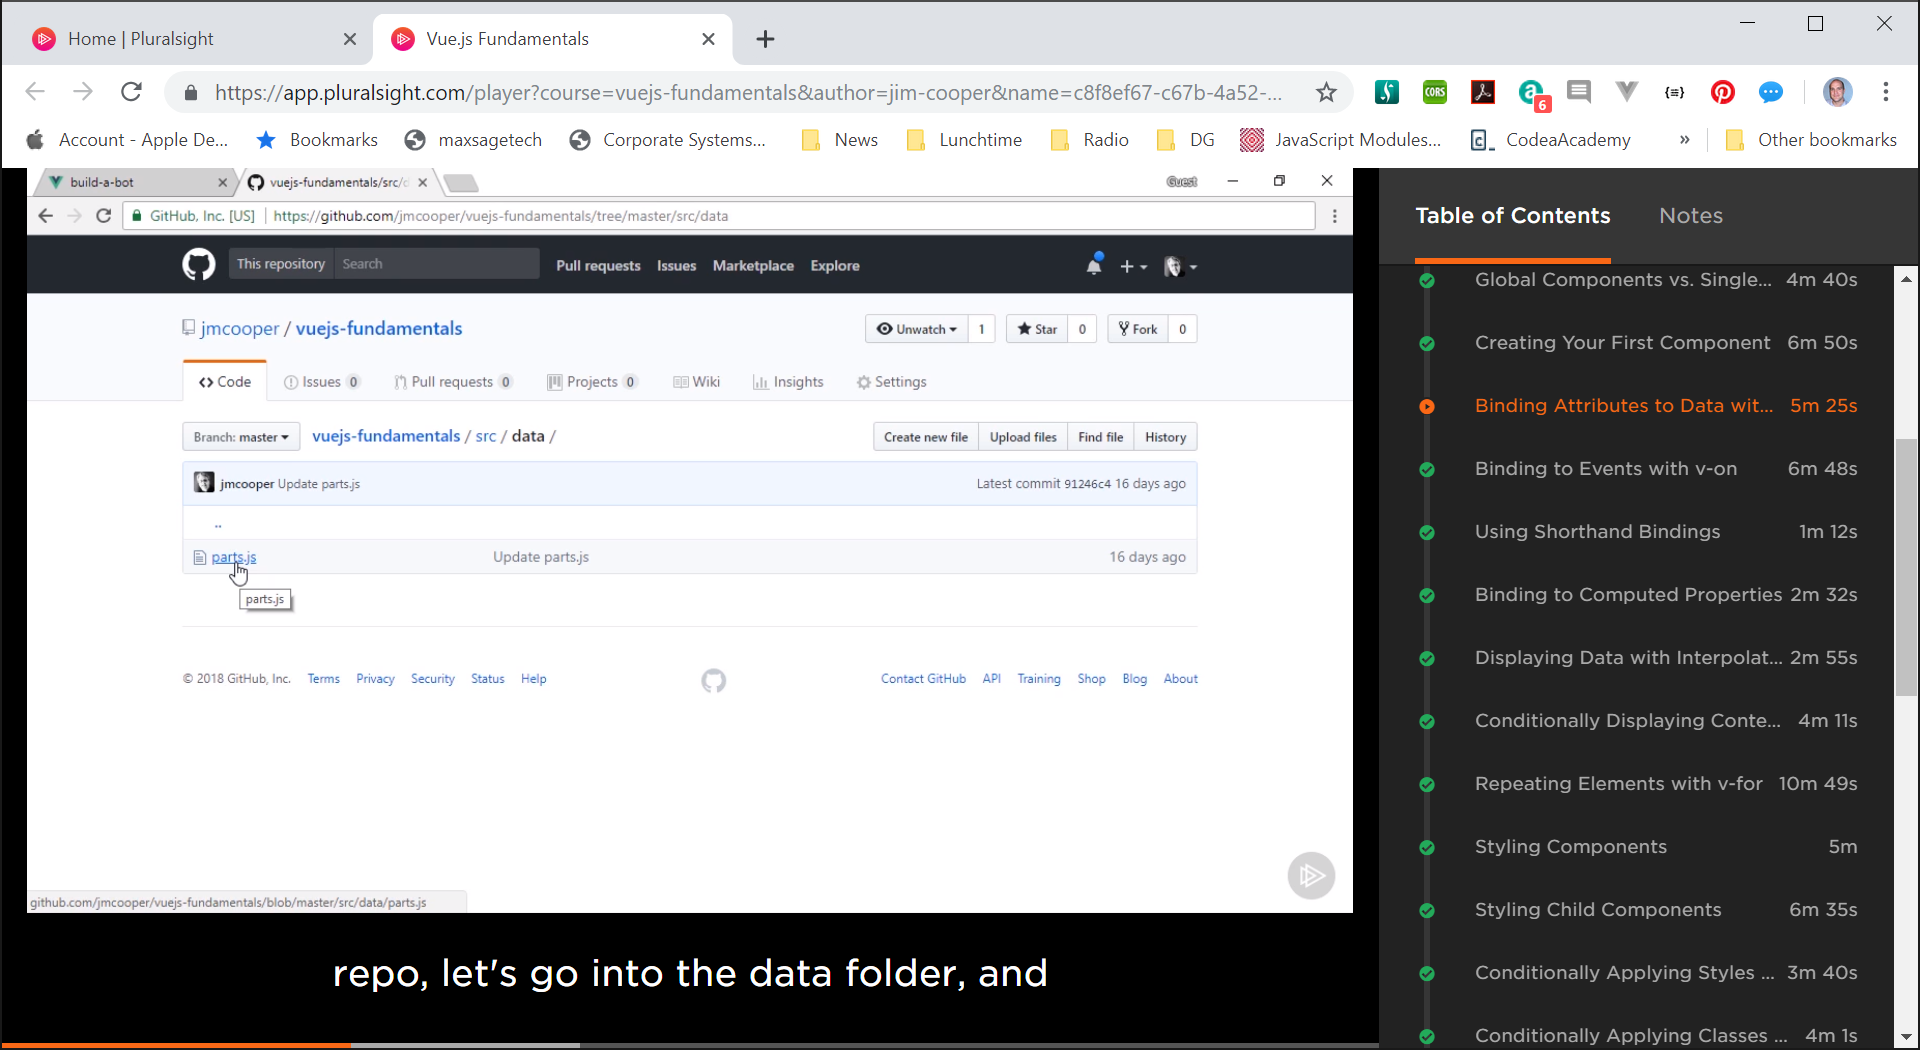 Home | Pluralsight
Vue.js Fundamentals
https://app.pluralsight.com/player?course=vuejs-fundamentals&author=jim-cooper&name=c8f8ef67-c67b-4a52-...
CORS
6
{≡}
Account - Apple De...
Bookmarks
maxsagetech
Corporate Systems...
News
Lunchtime
Radio
DG
JavaScript Modules...
CodeaAcademy
»
Other bookmarks
build-a-bot
vuejs-fundamentals/src/d
Guest
GitHub, Inc. [US]
https://github.com/jmcooper/vuejs-fundamentals/tree/master/src/data
This repository
Search
Pull requests
Issues
Marketplace
Explore
jmcooper / vuejs-fundamentals
Unwatch 1
Star 0
Fork 0
Code
Issues 0
Pull requests 0
Projects 0
Wiki
Insights
Settings
Branch: master
vuejs-fundamentals / src / data /
Create new file
Upload files
Find file
History
jmcooper Update parts.js
Latest commit 91246c4 16 days ago
..
parts.js
Update parts.js
16 days ago
parts.js
© 2018 GitHub, Inc.
Terms
Privacy
Security
Status
Help
Contact GitHub
API
Training
Shop
Blog
About
github.com/jmcooper/vuejs-fundamentals/blob/master/src/data/parts.js
repo, let's go into the data folder, and
Table of Contents
Notes
Global Components vs. Single... 4m 40s
Creating Your First Component 6m 50s
Binding Attributes to Data wit... 5m 25s
Binding to Events with v-on 6m 48s
Using Shorthand Bindings 1m 12s
Binding to Computed Properties 2m 32s
Displaying Data with Interpolat... 2m 55s
Conditionally Displaying Conte... 4m 11s
Repeating Elements with v-for 10m 49s
Styling Components 5m
Styling Child Components 6m 35s
Conditionally Applying Styles ... 3m 40s
Conditionally Applying Classes ... 4m 1s